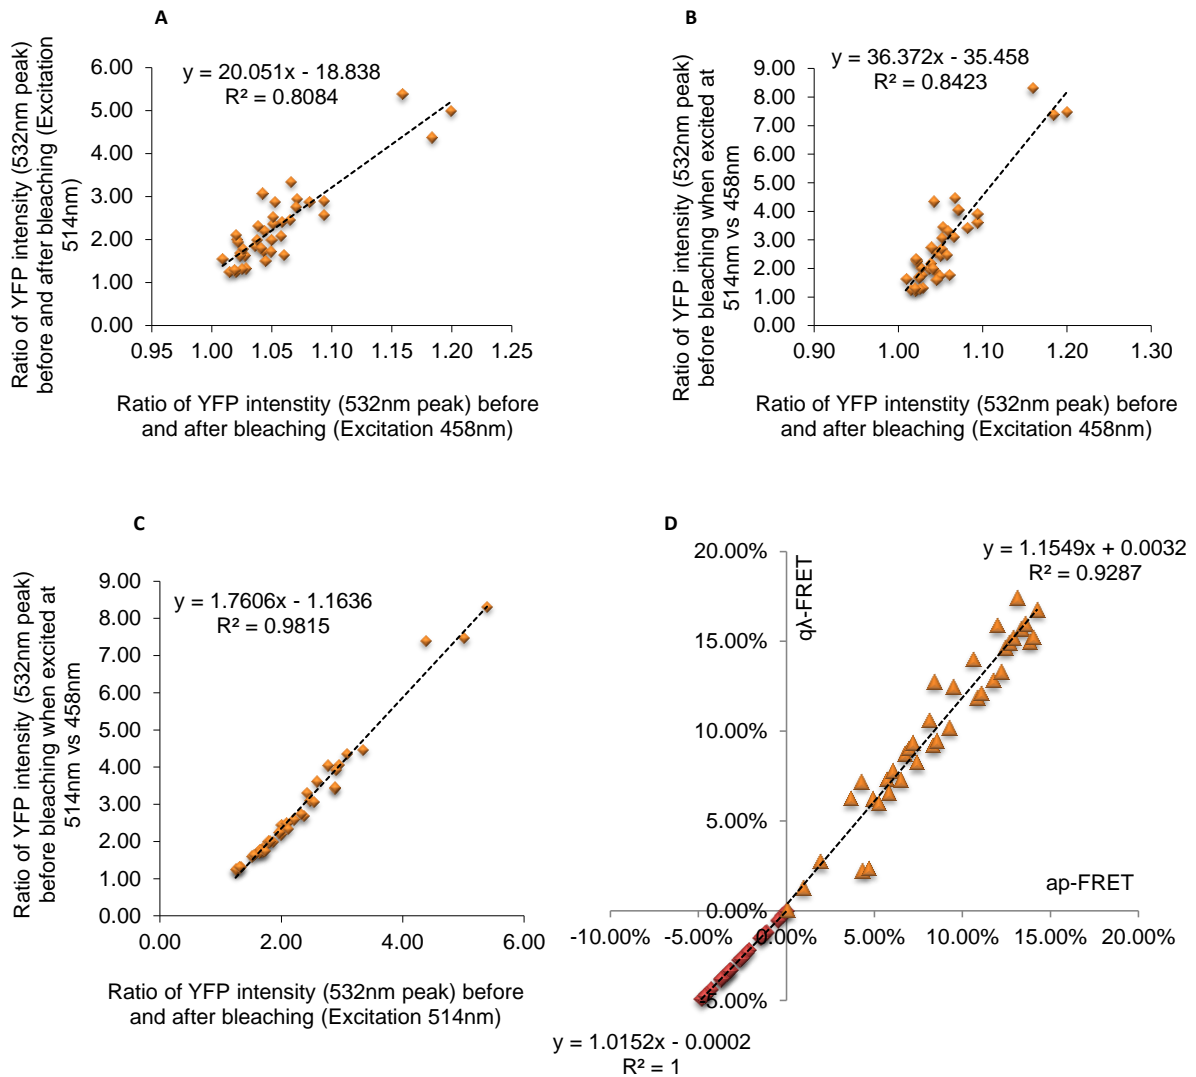 A
Ratio of YFP intensity (532nm peak)
before and after bleaching (Excitation
514nm)
y = 20.051x - 18.838
R² = 0.8084
6.00
5.00
4.00
3.00
2.00
1.00
0.00
0.95 1.00 1.05 1.10 1.15 1.20 1.25
Ratio of YFP intenstity (532nm peak) before
and after bleaching (Excitation 458nm)
B
Ratio of YFP intensity (532nm peak)
before bleaching when excited at
514nm vs 458nm
y = 36.372x - 35.458
R² = 0.8423
9.00
8.00
7.00
6.00
5.00
4.00
3.00
2.00
1.00
0.00
0.90 1.00 1.10 1.20 1.30
Ratio of YFP intenstity (532nm peak) before
and after bleaching (Excitation 458nm)
C
Ratio of YFP intensity (532nm peak)
before bleaching when excited at
514nm vs 458nm
y = 1.7606x - 1.1636
R² = 0.9815
9.00
8.00
7.00
6.00
5.00
4.00
3.00
2.00
1.00
0.00
0.00 2.00 4.00 6.00
Ratio of YFP intensity (532nm peak) before
and after bleaching (Excitation 514nm)
D
y = 1.1549x + 0.0032
R² = 0.9287
qλ-FRET
20.00%
15.00%
10.00%
5.00%
ap-FRET
0.00%
-10.00% -5.00% 0.00% 5.00% 10.00% 15.00% 20.00%
-5.00%
y = 1.0152x - 0.0002
R² = 1